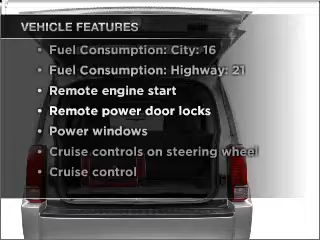 VEHICLE FEATURES
• Fuel Consumption: City: 16
• Fuel Consumption: Highway: 21
• Remote engine start
• Remote power door locks
• Power windows
• Cruise controls on steering wheel
• Cruise control